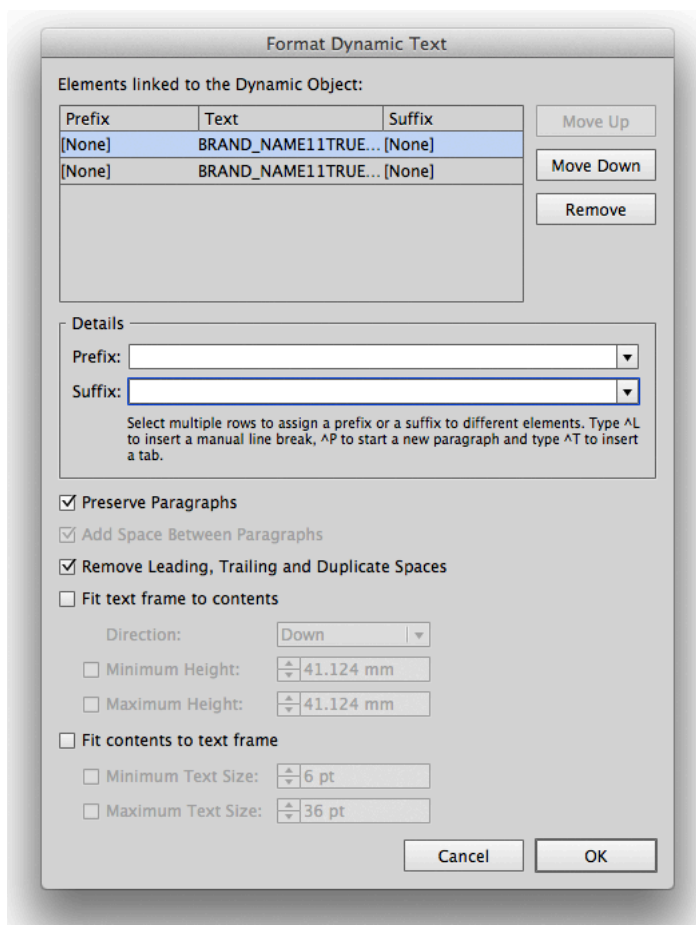 Format Dynamic Text
Elements linked to the Dynamic Object:
Prefix Text Suffix
[None] BRAND_NAME11TRUE... [None]
[None] BRAND_NAME11TRUE... [None]
Move Up
Move Down
Remove
Details
Prefix:
Suffix:
Select multiple rows to assign a prefix or a suffix to different elements. Type ^L
to insert a manual line break, ^P to start a new paragraph and type ^T to insert
a tab.
Preserve Paragraphs
Add Space Between Paragraphs
Remove Leading, Trailing and Duplicate Spaces
Fit text frame to contents
Direction: Down
Minimum Height: 41.124 mm
Maximum Height: 41.124 mm
Fit contents to text frame
Minimum Text Size: 6 pt
Maximum Text Size: 36 pt
Cancel OK